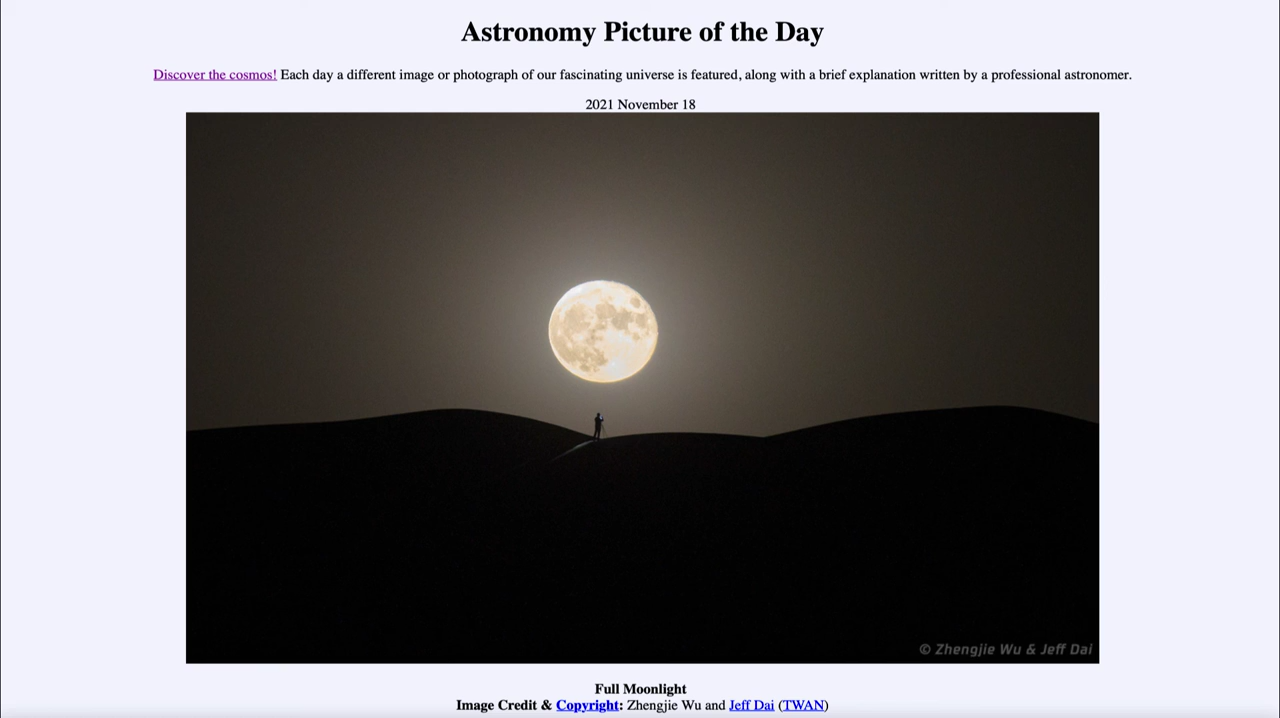 Astronomy Picture of the Day
Discover the cosmos! Each day a different image or photograph of our fascinating universe is featured, along with a brief explanation written by a professional astronomer.
2021 November 18
© Zhengjie Wu & Jeff Dai
Full Moonlight
Image Credit & Copyright: Zhengjie Wu and Jeff Dai (TWAN)